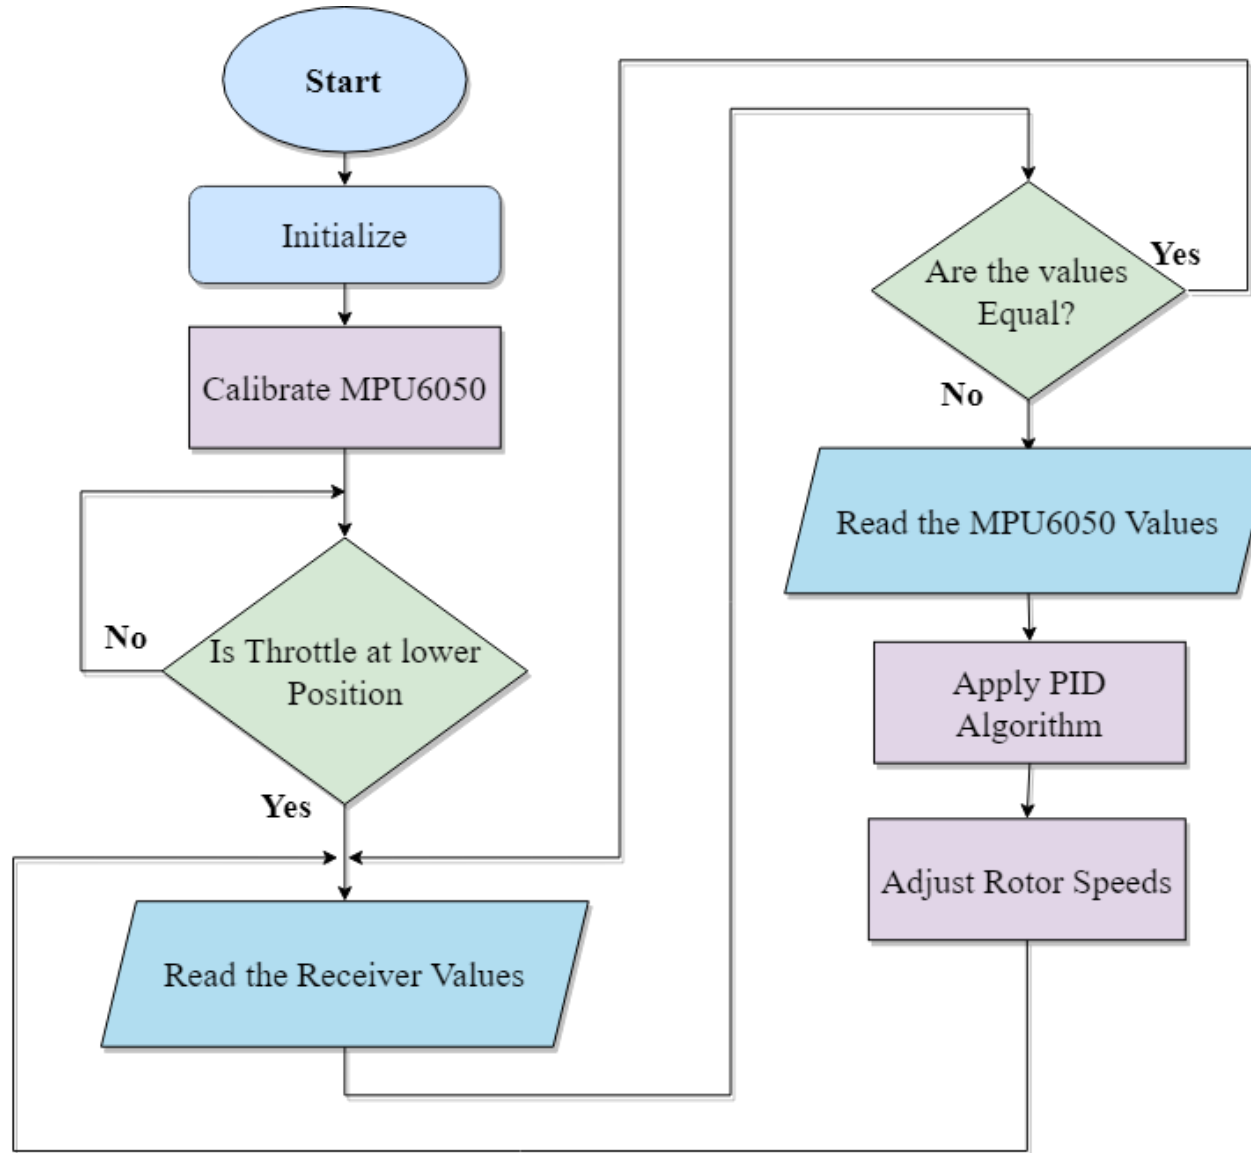 Start
Initialize
Calibrate MPU6050
No
Is Throttle at lower
Position
Yes
Read the Receiver Values
Are the values
Equal?
Yes
No
Read the MPU6050 Values
Apply PID
Algorithm
Adjust Rotor Speeds